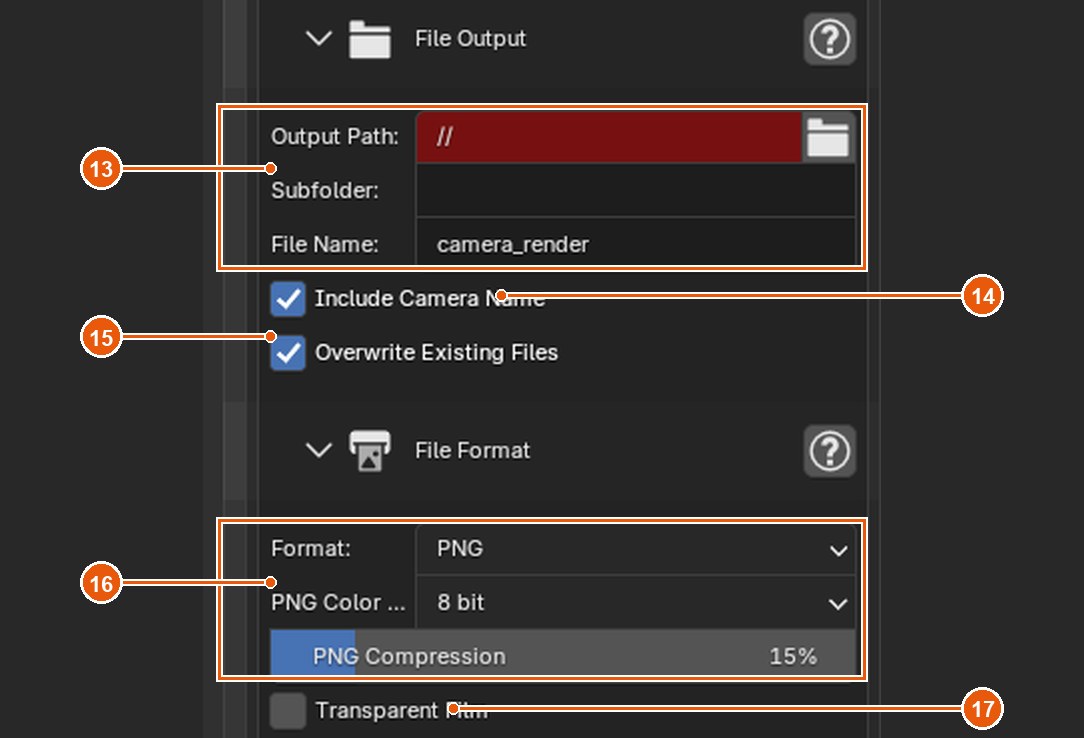 File Output
Output Path: //
13
Subfolder:
File Name: camera_render
Include Camera Name
14
15
Overwrite Existing Files
File Format
Format: PNG
16
PNG Color ... 8 bit
PNG Compression 15%
Transparent Film
17